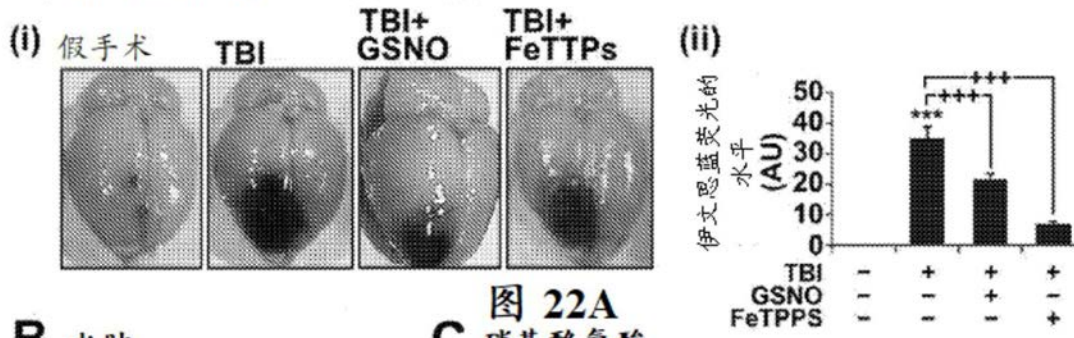 (i)
假手术
TBI
TBI+
GSNO
TBI+
FeTTPs
(ii)
伊文思蓝荧光的
水平
(AU)
50
40
30
20
10
0
***
+++
+++
TBI - + + +
GSNO - - + -
FeTPPS - - - +
图 22A
B
C